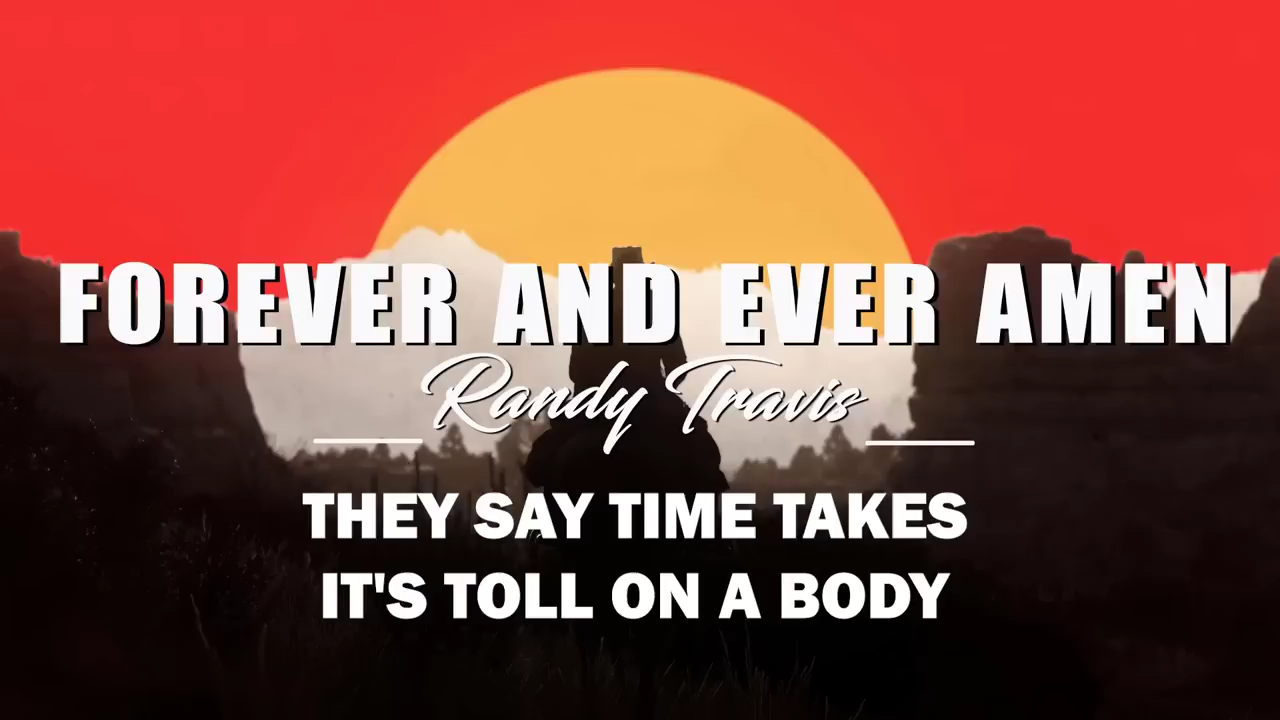 FOREVER AND EVER AMEN
Randy Travis
THEY SAY TIME TAKES
IT'S TOLL ON A BODY